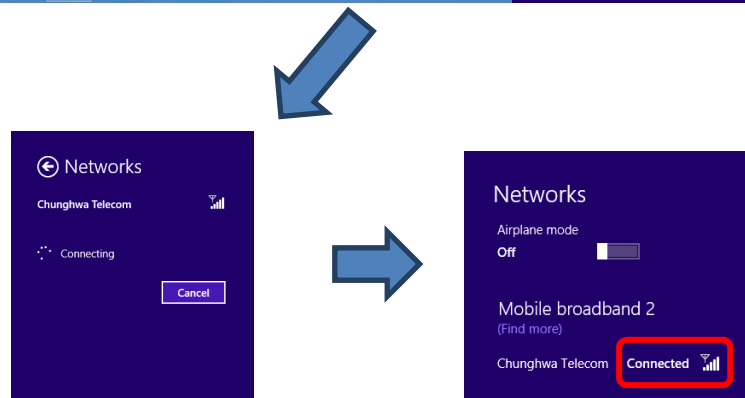 Networks
Chunghwa Telecom
Connecting
Cancel
Networks
Airplane mode
Off
Mobile broadband 2
(Find more)
Chunghwa Telecom Connected